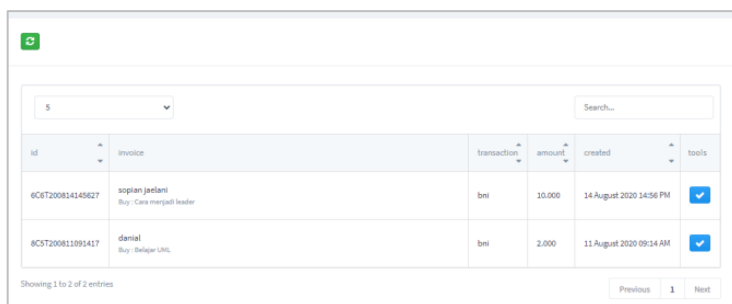 5
Search...
id invoice transaction amount created tools
6C6T200814145627 sopian jaelani bni 10.000 14 August 2020 14:56 PM
Buy : Cara menjadi leader
8C5T200811091417 danial bni 2.000 11 August 2020 09:14 AM
Buy : Belajar UML
Showing 1 to 2 of 2 entries
Previous 1 Next